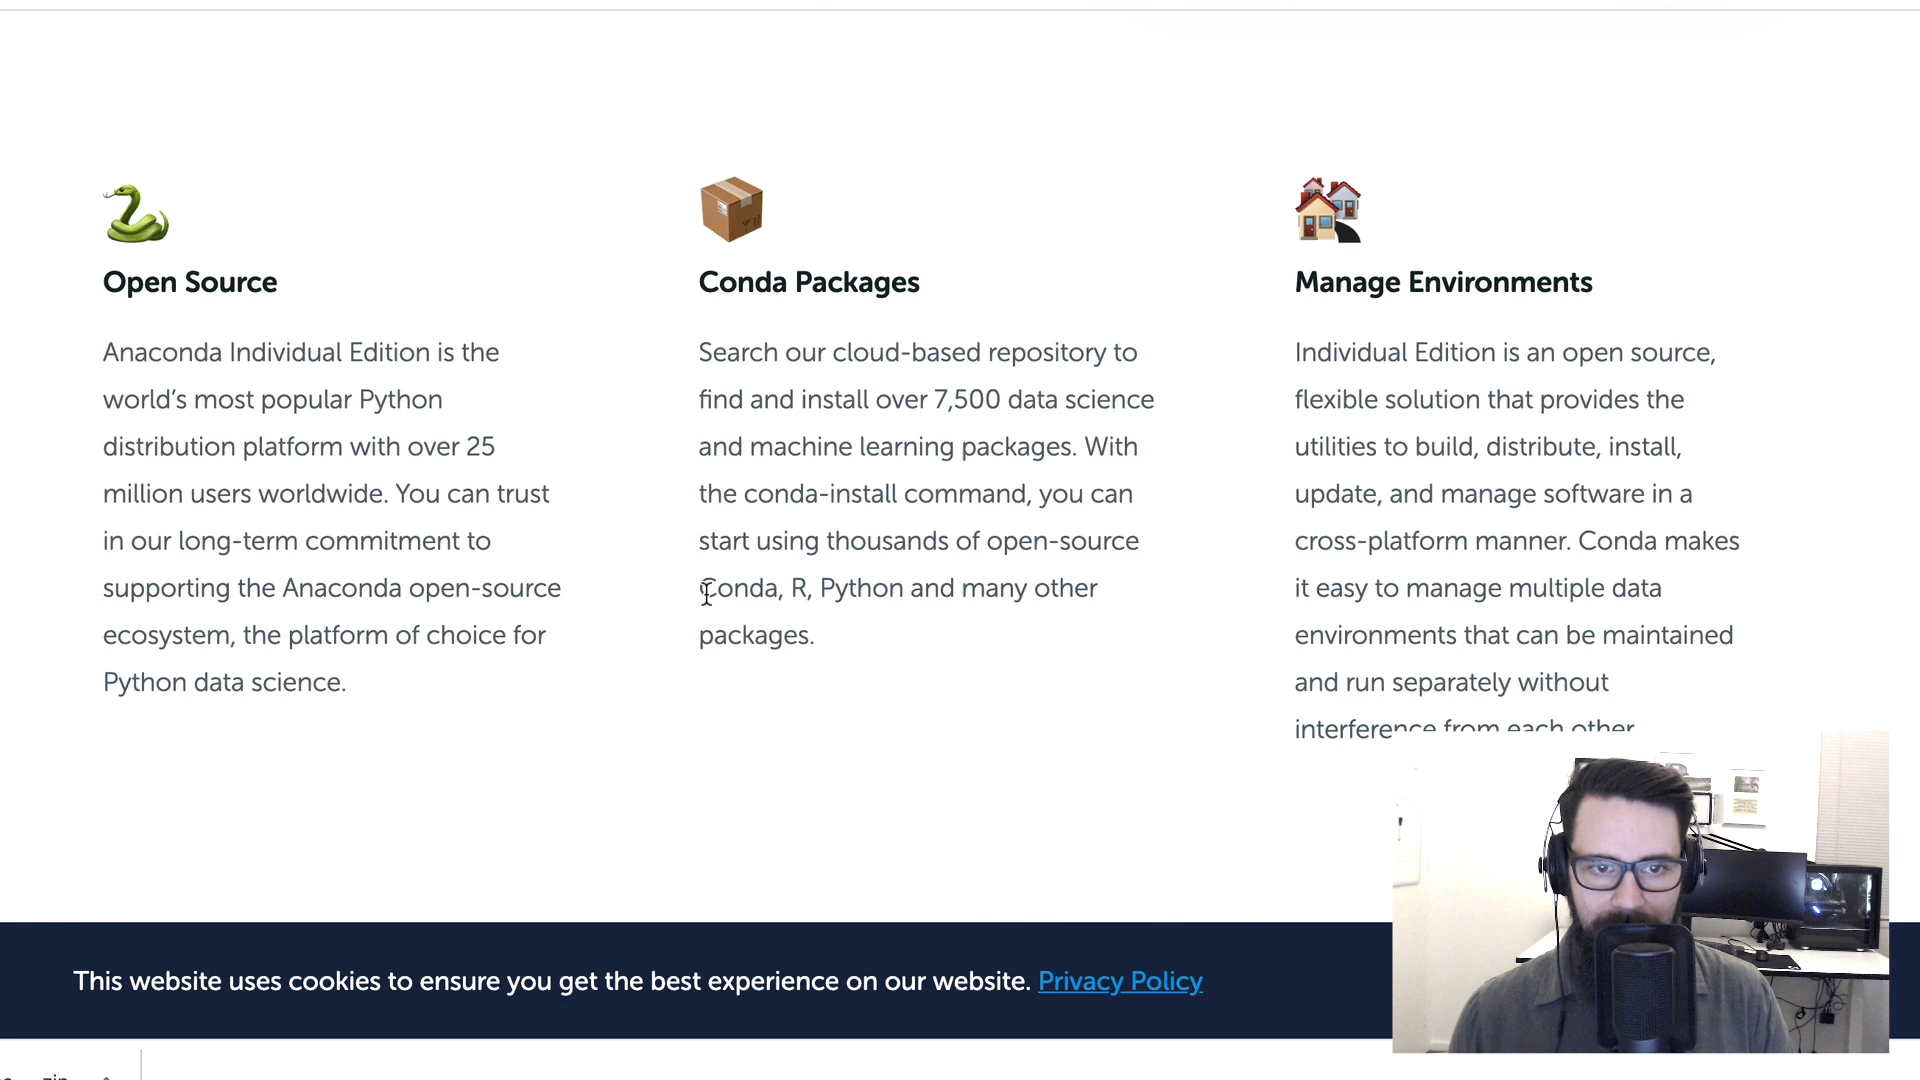 Open Source
Anaconda Individual Edition is the
world’s most popular Python
distribution platform with over 25
million users worldwide. You can trust
in our long-term commitment to
supporting the Anaconda open-source
ecosystem, the platform of choice for
Python data science.
Conda Packages
Search our cloud-based repository to
find and install over 7,500 data science
and machine learning packages. With
the conda-install command, you can
start using thousands of open-source
Conda, R, Python and many other
packages.
Manage Environments
Individual Edition is an open source,
flexible solution that provides the
utilities to build, distribute, install,
update, and manage software in a
cross-platform manner. Conda makes
it easy to manage multiple data
environments that can be maintained
and run separately without
interference from each other
This website uses cookies to ensure you get the best experience on our website. Privacy Policy